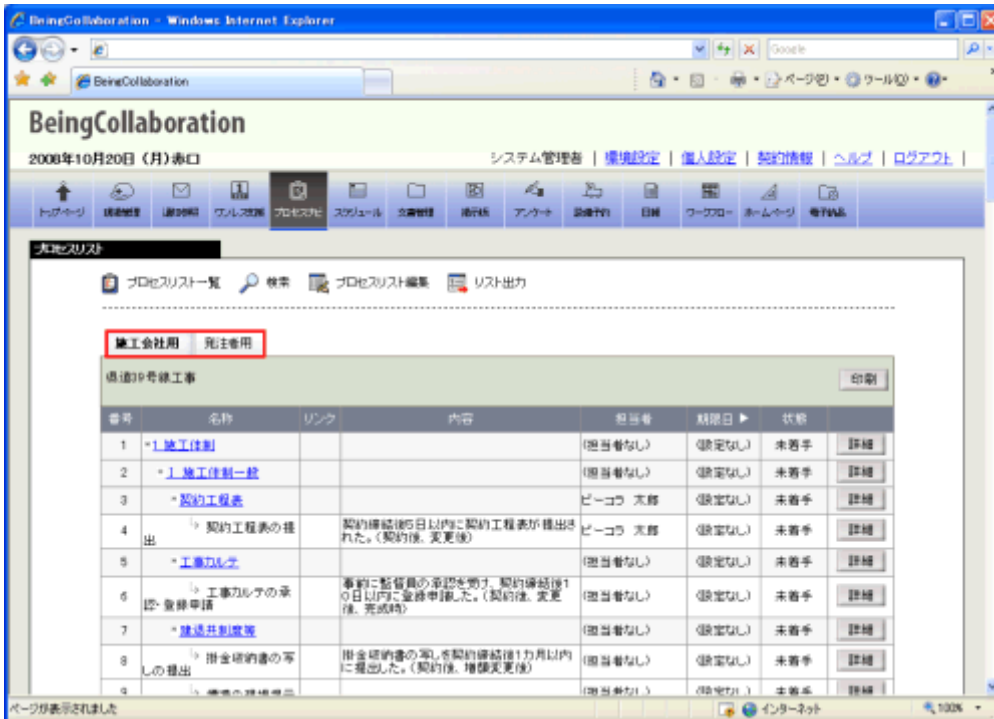 BeingCollaboration - Windows Internet Explorer
Google
BeingCollaboration
ページ(P)
ツール(O)
BeingCollaboration
2008年10月20日 (月)赤口
システム管理者 | 環境設定 | 個人設定 | 契約情報 | ヘルプ | ログアウト |
トップページ プロセスナビ スケジュール 文書管理 掲示板 アンケート 設備予約 日報 ワークフロー ホームページ 電子納品
プロセスリスト
プロセスリスト一覧 検索 プロセスリスト編集 リスト出力
施工会社用 発注者用
県道39号線工事 印刷
番号 名称 リンク 内容 担当者 期限日 ▶ 状態
1 1.施工体制 (担当者なし) (設定なし) 未着手 詳細
2 I.施工体制一般 (担当者なし) (設定なし) 未着手 詳細
3 契約工程表 ビーコラ 太郎 (設定なし) 未着手 詳細
4 契約工程表の提出 契約締結後5日以内に契約工程表が提出された。(契約後、変更後) ビーコラ 太郎 (設定なし) 未着手 詳細
5 工事カルテ (担当者なし) (設定なし) 未着手 詳細
6 工事カルテの承認・登録申請 事前に監督員の承認を受け、契約締結後10日以内に登録申請した。(契約後、変更後、完成時) (担当者なし) (設定なし) 未着手 詳細
7 建退共制度等 (担当者なし) (設定なし) 未着手 詳細
8 掛金収納書の写しの提出 掛金収納書の写しを契約締結後1カ月以内に提出した。(契約後、増額変更後) (担当者なし) (設定なし) 未着手 詳細
9 (担当者なし) (設定なし) 未着手 詳細
ページが表示されました インターネット 100%